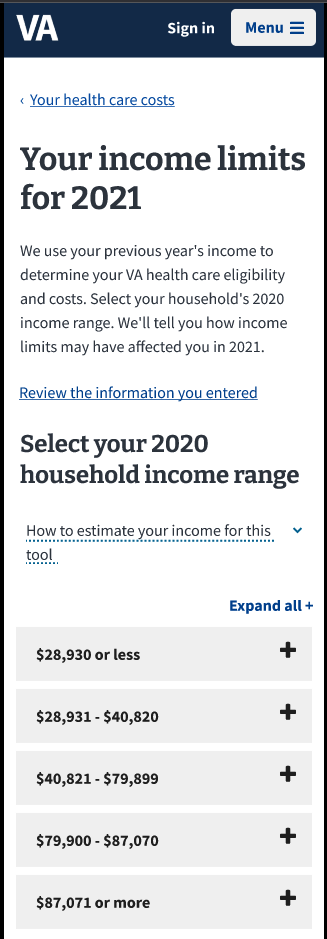 VA
Sign in
Menu
‹ Your health care costs
Your income limits
for 2021
We use your previous year's income to
determine your VA health care eligibility
and costs. Select your household's 2020
income range. We'll tell you how income
limits may have affected you in 2021.
Review the information you entered
Select your 2020
household income range
How to estimate your income for this
tool
Expand all +
$28,930 or less
$28,931 - $40,820
$40,821 - $79,899
$79,900 - $87,070
$87,071 or more